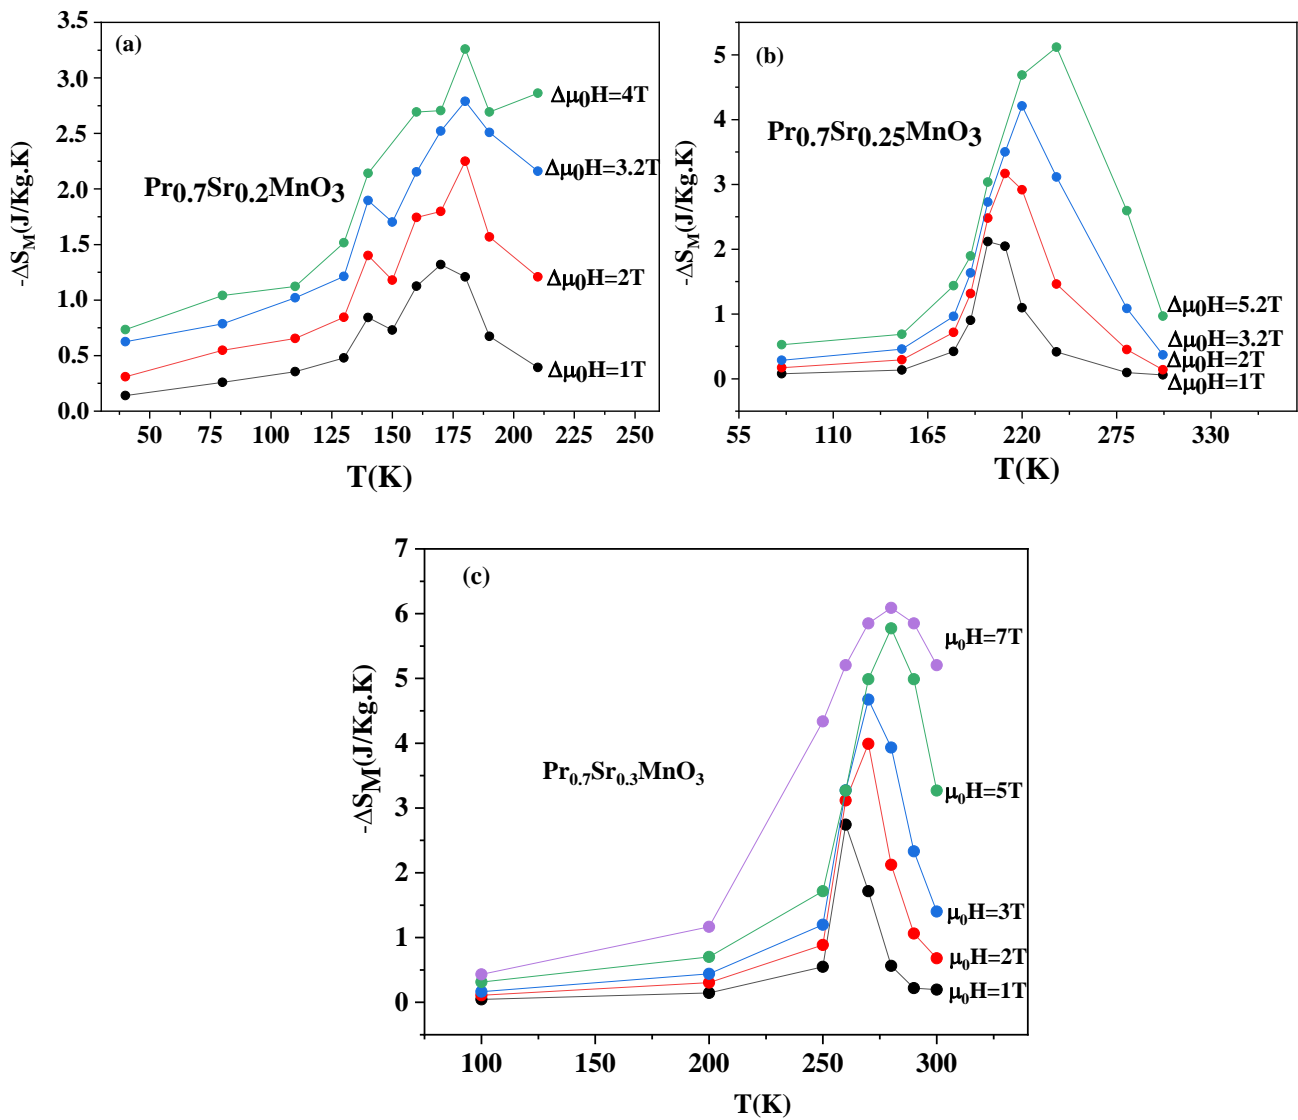 (a)
3.5
3.0
2.5
2.0
1.5
1.0
0.5
0.0
-ΔS_M(J/Kg.K)
Pr0.7Sr0.2MnO3
Δμ0H=4T
Δμ0H=3.2T
Δμ0H=2T
Δμ0H=1T
50 75 100 125 150 175 200 225 250
T(K)
(b)
5
4
3
2
1
0
-ΔS_M(J/Kg.K)
Pr0.7Sr0.25MnO3
Δμ0H=5.2T
Δμ0H=3.2T
Δμ0H=2T
Δμ0H=1T
55 110 165 220 275 330
T(K)
(c)
7
6
5
4
3
2
1
0
-ΔSM(J/Kg.K)
Pr0.7Sr0.3MnO3
μ0H=7T
μ0H=5T
μ0H=3T
μ0H=2T
μ0H=1T
100 150 200 250 300
T(K)